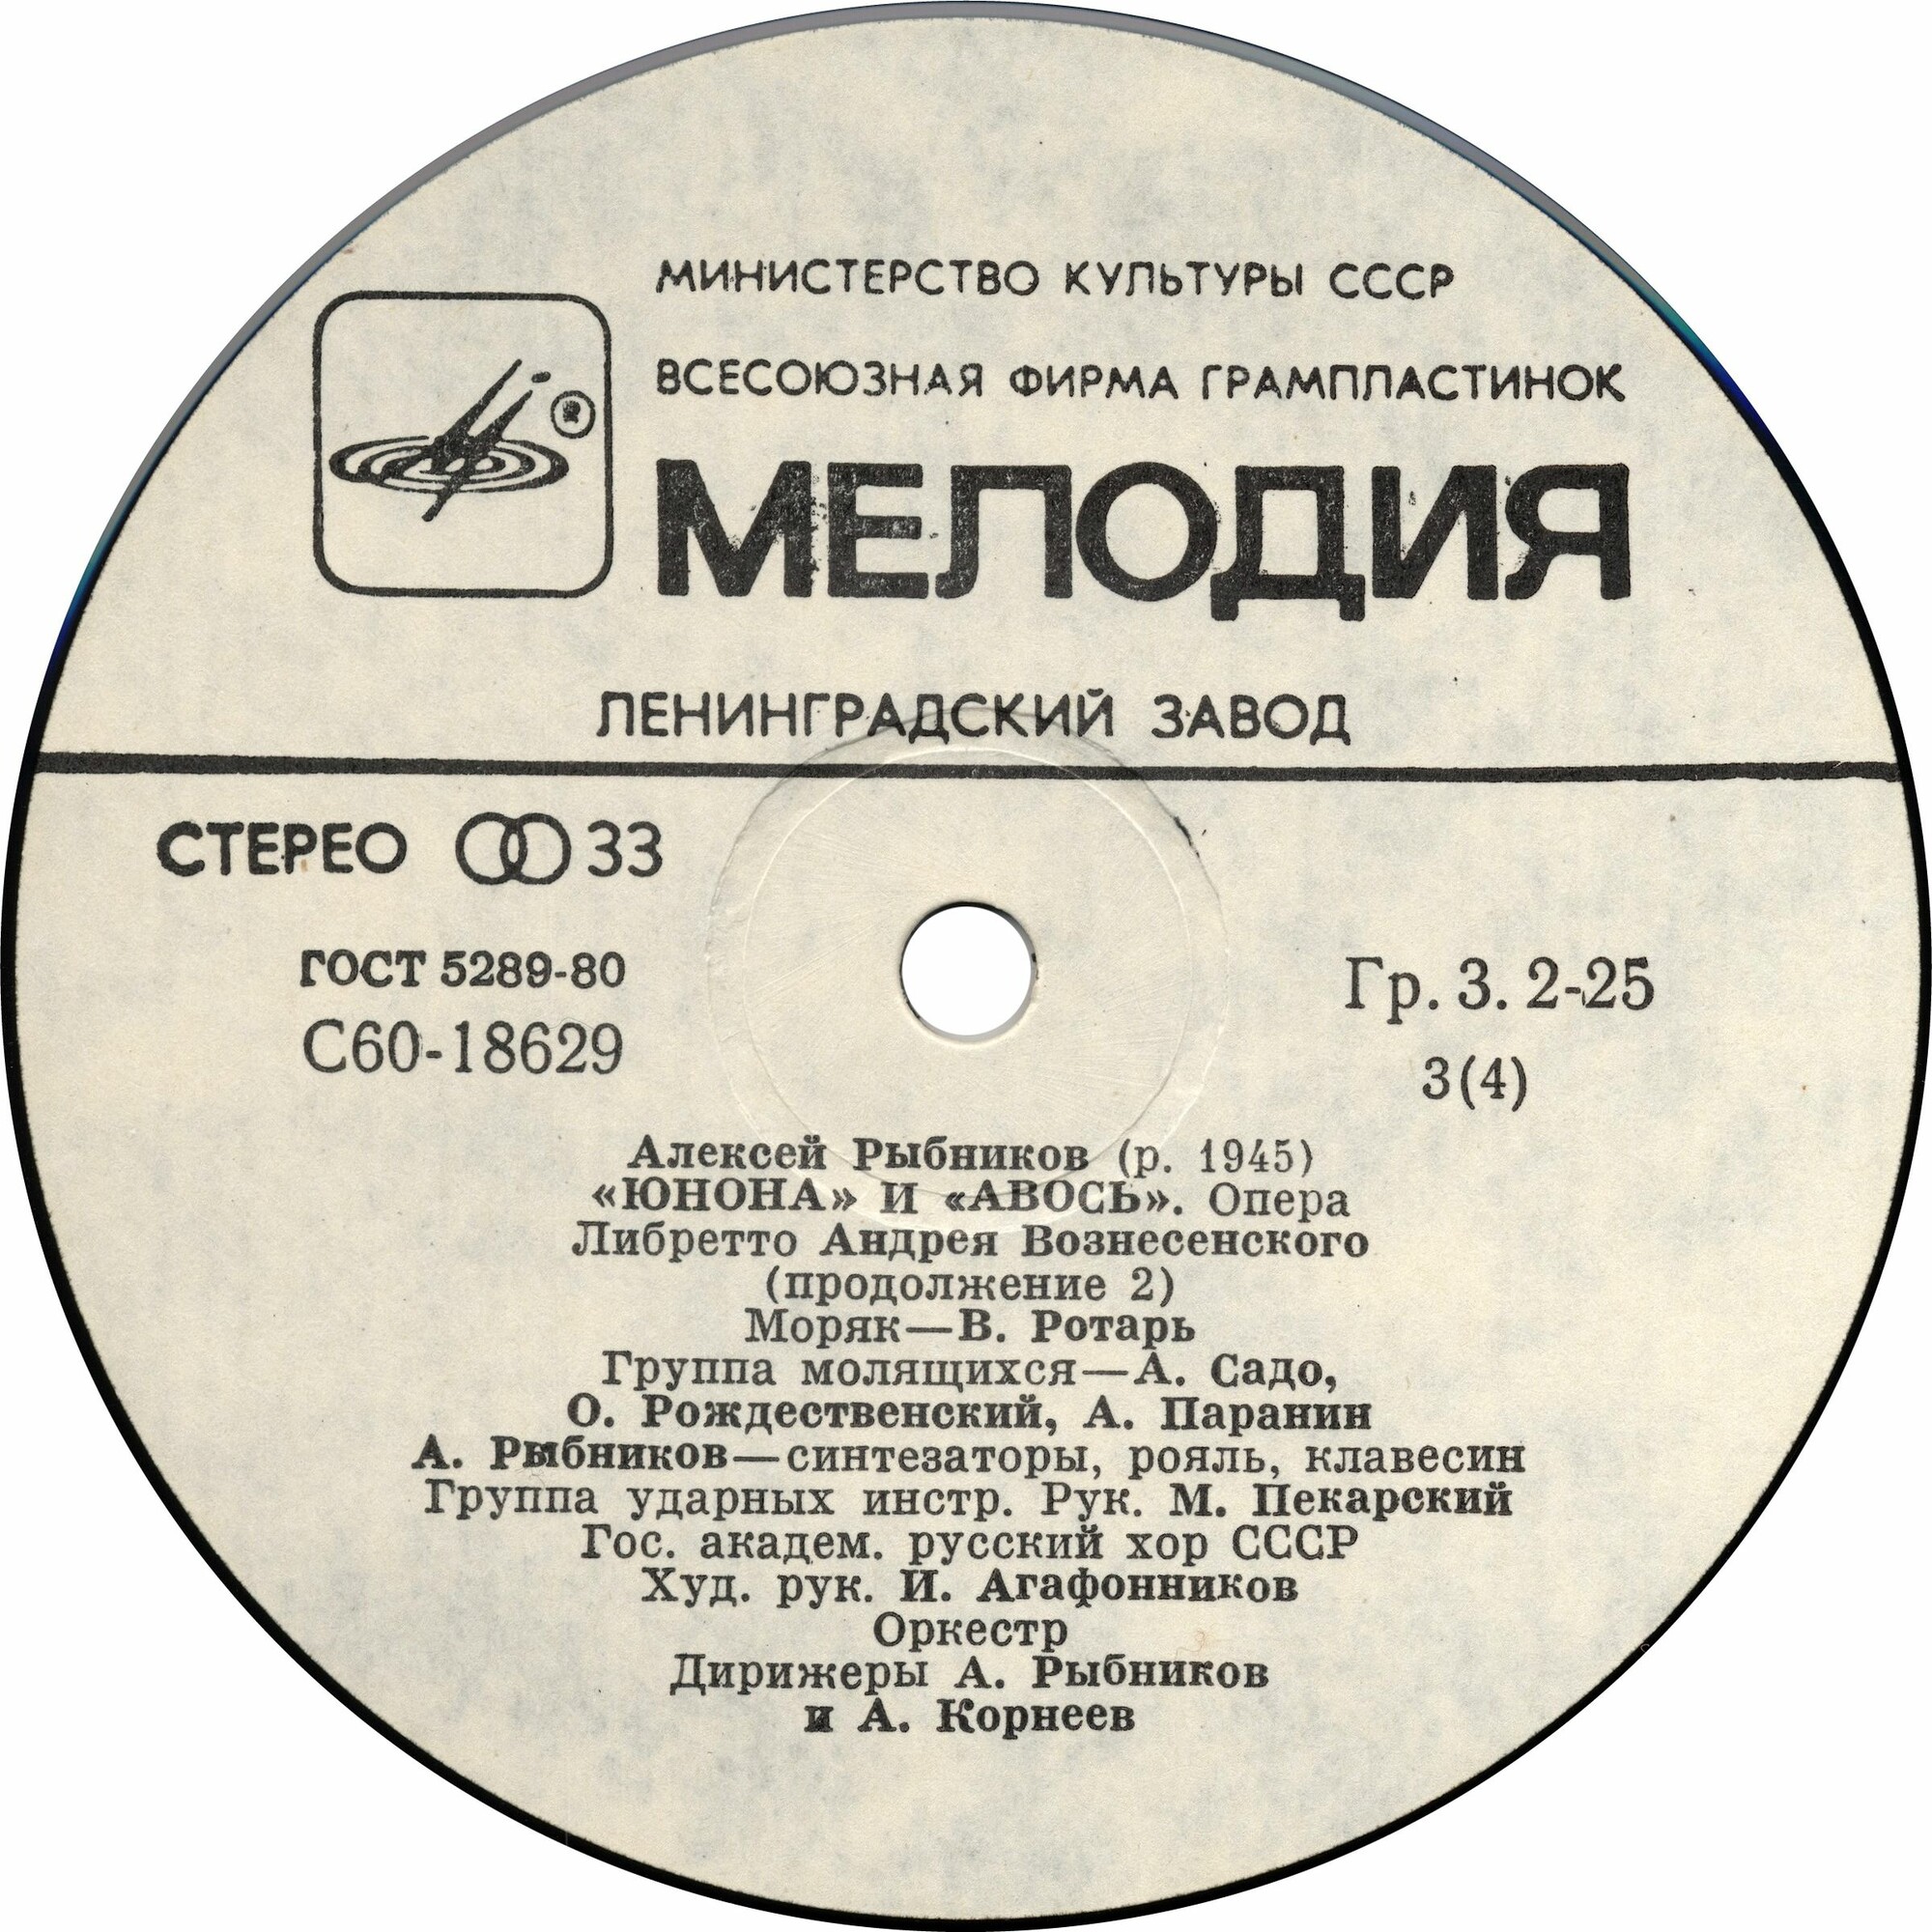 МИНИСТЕРСТВО КУЛЬТУРЫ СССР
ВСЕСОЮЗНАЯ ФИРМА ГРАМПЛАСТИНОК
®
МЕЛОДИЯ
ЛЕНИНГРАДСКИЙ ЗАВОД
СТЕРЕО 33
ГОСТ 5289-80
С60-18629
Гр. 3. 2-25
3(4)
Алексей Рыбников (р. 1945)
«ЮНОНА» И «АВОСЬ». Опера
Либретто Андрея Вознесенского
(продолжение 2)
Моряк—В. Ротарь
Группа молящихся—А. Садо,
О. Рождественский, А. Паранин
А. Рыбников—синтезаторы, рояль, клавесин
Группа ударных инстр. Рук. М. Пекарский
Гос. академ. русский хор СССР
Худ. рук. И. Агафонников
Оркестр
Дирижеры А. Рыбников
и А. Корнеев